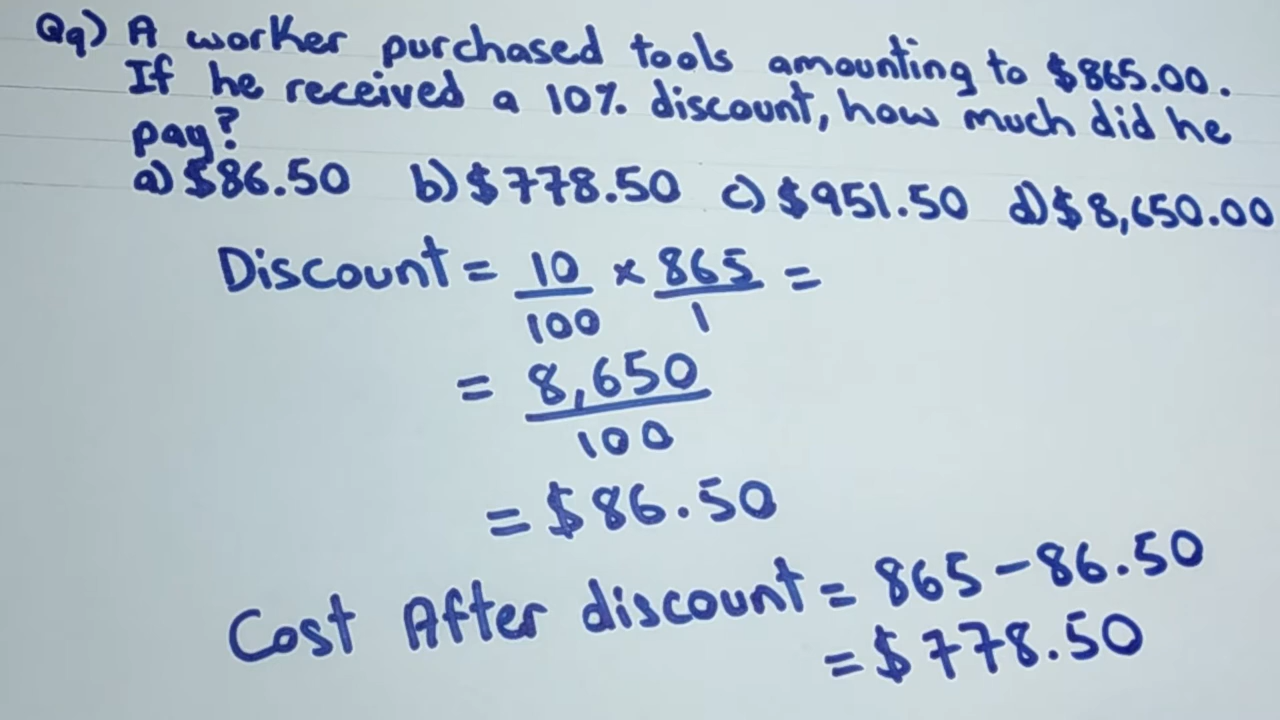 Q9) A worker purchased tools amounting to $865.00.
If he received a 10% discount, how much did he
pay?
a) $86.50 b) $778.50 c) $951.50 d) $8,650.00
Discount = 10/100 × 865/1 =
= 8,650/100
= $86.50
Cost After discount = 865 - 86.50
= $778.50